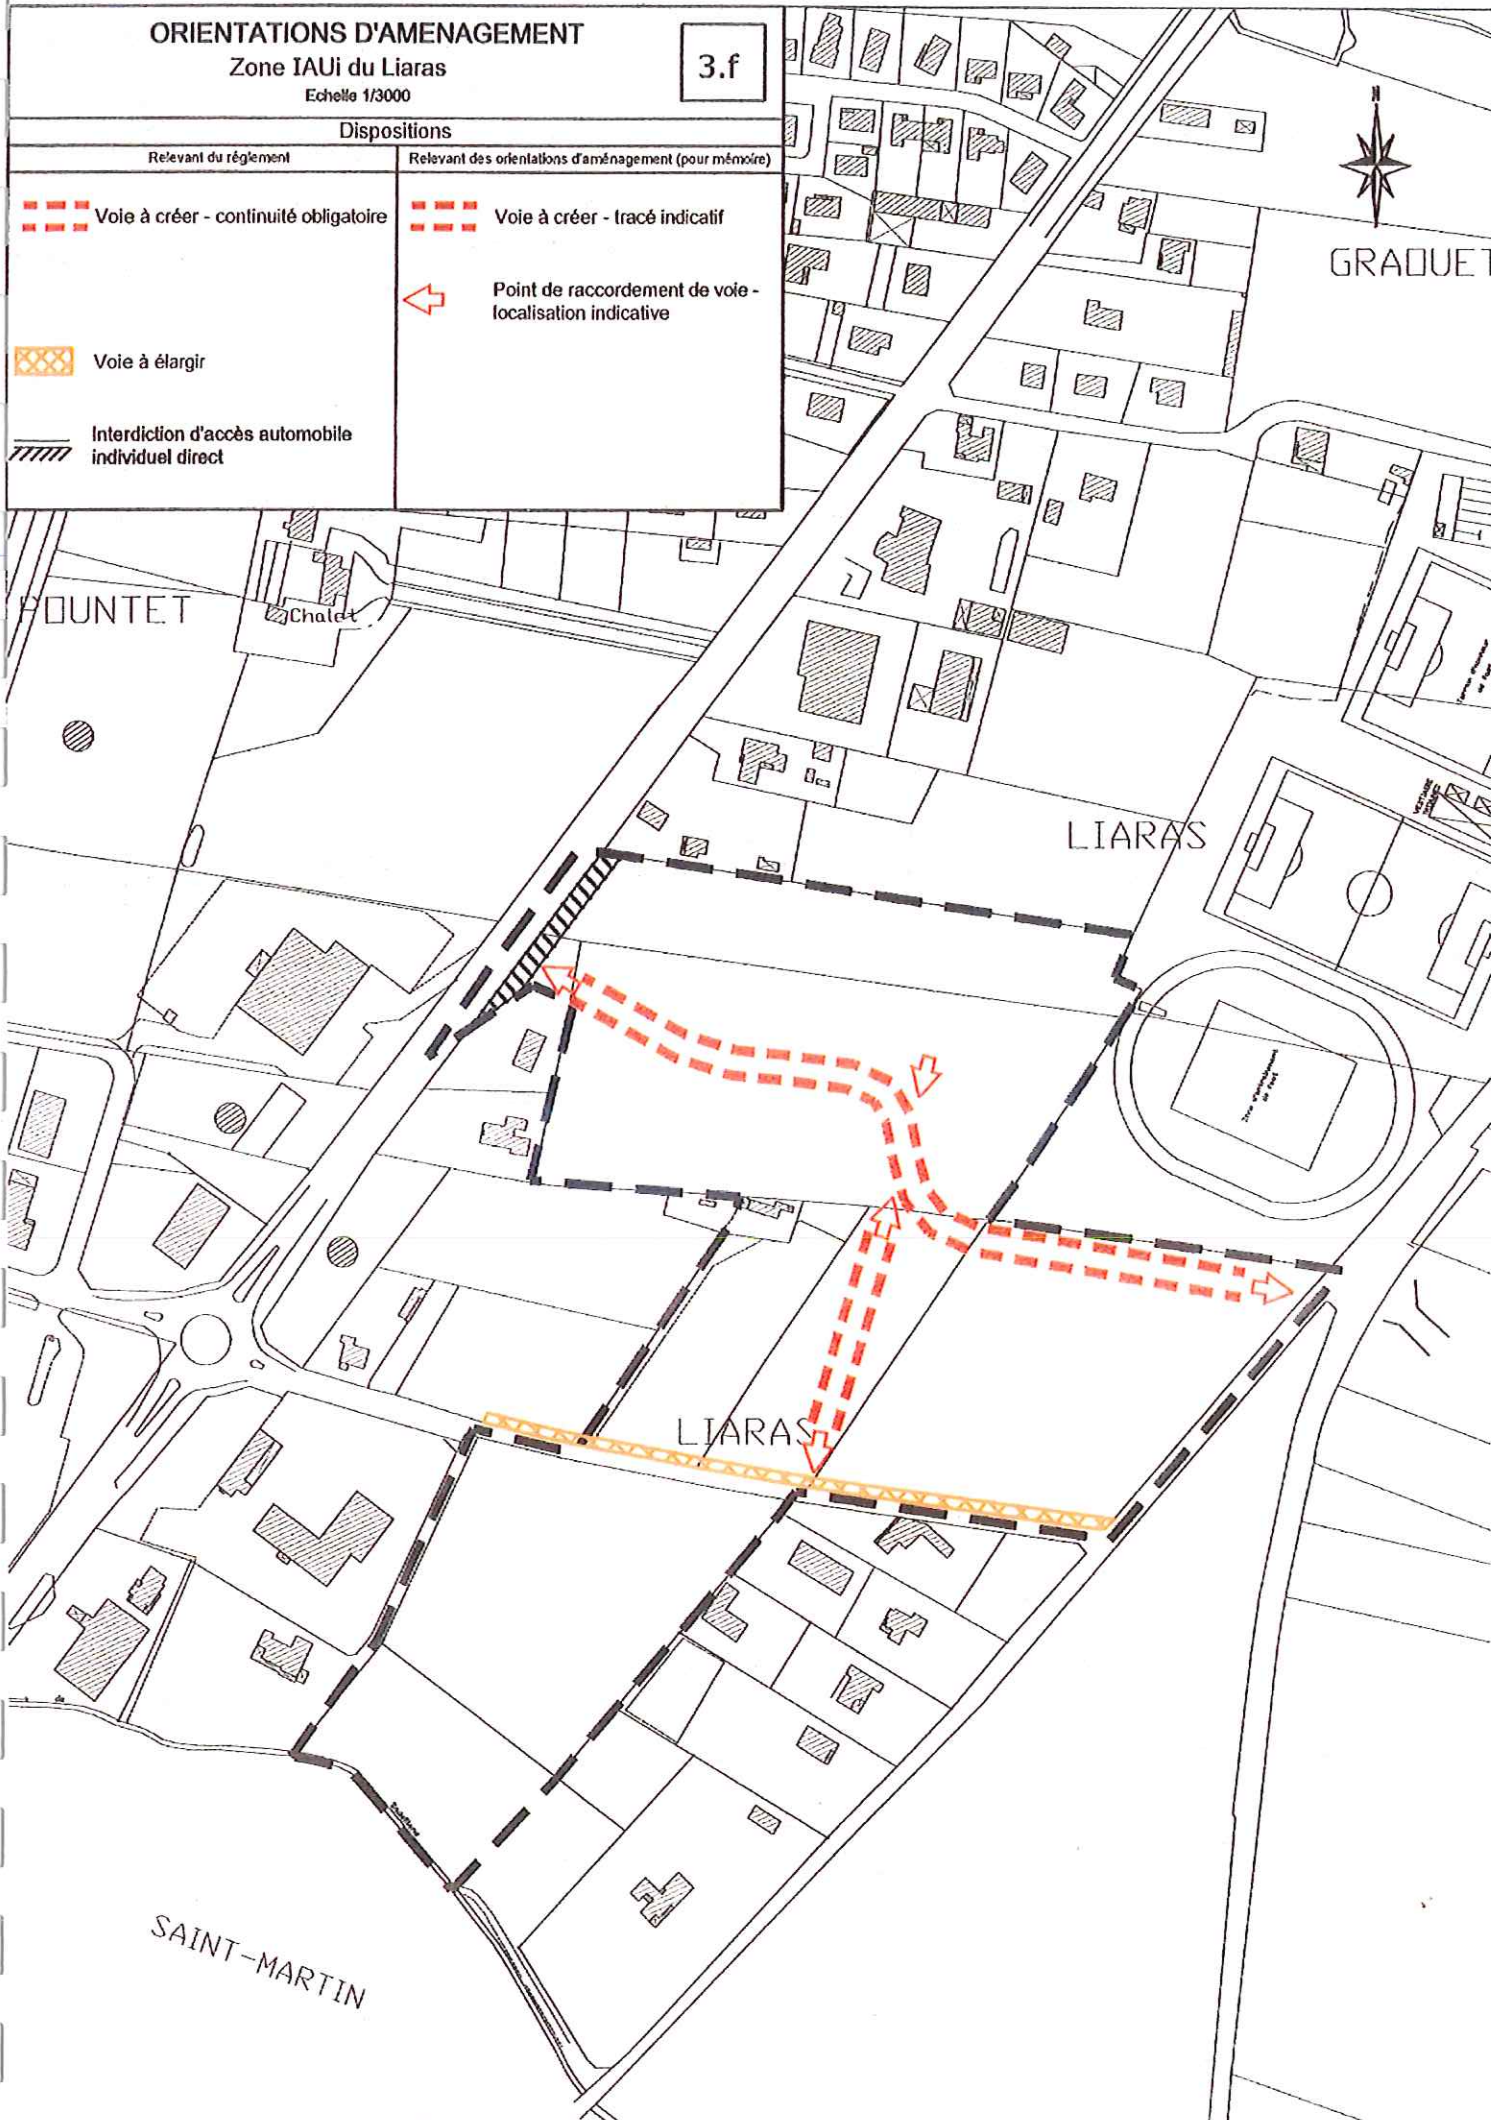 ORIENTATIONS D'AMENAGEMENT
Zone IAUi du Liaras
Echelle 1/3000
3.f
Dispositions
Relevant du réglement
Relevant des orientations d'aménagement (pour mémoire)
Voie à créer - continuité obligatoire
Voie à créer - tracé indicatif
Point de raccordement de voie -
localisation indicative
Voie à élargir
Interdiction d'accès automobile
individuel direct
N
GRAOUET
POUNTET
Chalet
LIARAS
LIARAS
SAINT-MARTIN